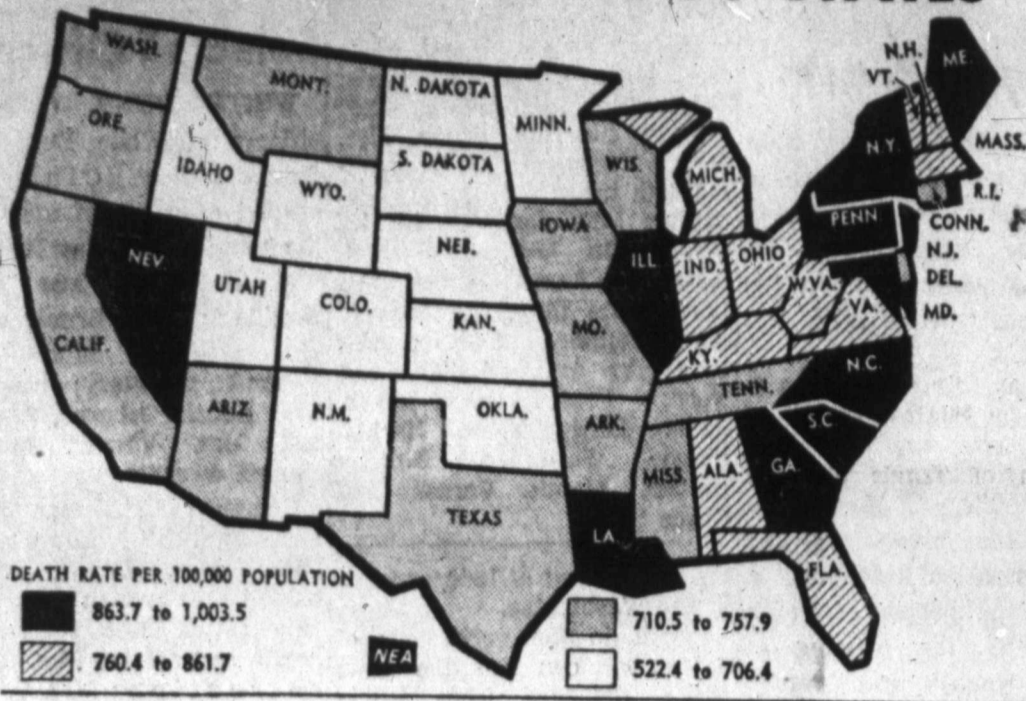 WASH.
MONT.
N. DAKOTA
MINN.
N.H.
VT.
ME.
ORE.
IDAHO
S. DAKOTA
WIS.
MICH.
N.Y.
MASS.
WYO.
R.I.
CONN.
PENN
IOWA
NEB.
NEV.
ILL.
IND.
OHIO
N.J.
UTAH
COLO.
W.VA.
DEL.
VA.
MD.
KAN.
MO.
CALIF.
KY.
N.C.
TENN.
ARIZ.
N.M.
OKLA.
ARK.
S.C.
MISS.
ALA.
GA.
TEXAS
LA.
FLA.
DEATH RATE PER 100,000 POPULATION
863.7 to 1,003.5
710.5 to 757.9
760.4 to 861.7
NEA
522.4 to 706.4